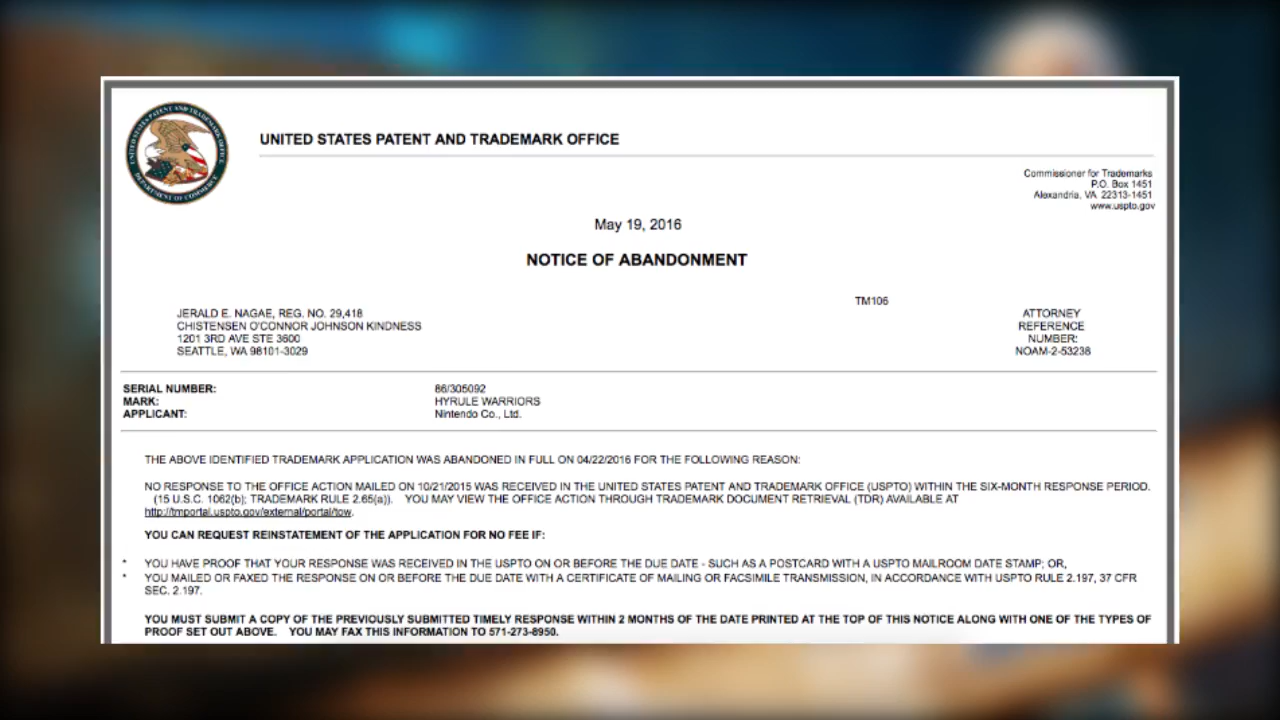 UNITED STATES PATENT AND TRADEMARK OFFICE
Commissioner for Trademarks
P.O. Box 1451
Alexandria, VA 22313-1451
www.uspto.gov
May 19, 2016
NOTICE OF ABANDONMENT
TM106
JERALD E. NAGAE, REG. NO. 29,418
CHISTENSEN O'CONNOR JOHNSON KINDNESS
1201 3RD AVE STE 3600
SEATTLE, WA 98101-3029
ATTORNEY
REFERENCE
NUMBER:
NOAM-2-53238
SERIAL NUMBER: 86/305092
MARK: HYRULE WARRIORS
APPLICANT: Nintendo Co., Ltd.
THE ABOVE IDENTIFIED TRADEMARK APPLICATION WAS ABANDONED IN FULL ON 04/22/2016 FOR THE FOLLOWING REASON:
NO RESPONSE TO THE OFFICE ACTION MAILED ON 10/21/2015 WAS RECEIVED IN THE UNITED STATES PATENT AND TRADEMARK OFFICE (USPTO) WITHIN THE SIX-MONTH RESPONSE PERIOD.
(15 U.S.C. 1062(b); TRADEMARK RULE 2.65(a)). YOU MAY VIEW THE OFFICE ACTION THROUGH TRADEMARK DOCUMENT RETRIEVAL (TDR) AVAILABLE AT
http://tmportal.uspto.gov/external/portal/tow.
YOU CAN REQUEST REINSTATEMENT OF THE APPLICATION FOR NO FEE IF:
* YOU HAVE PROOF THAT YOUR RESPONSE WAS RECEIVED IN THE USPTO ON OR BEFORE THE DUE DATE - SUCH AS A POSTCARD WITH A USPTO MAILROOM DATE STAMP; OR,
* YOU MAILED OR FAXED THE RESPONSE ON OR BEFORE THE DUE DATE WITH A CERTIFICATE OF MAILING OR FACSIMILE TRANSMISSION, IN ACCORDANCE WITH USPTO RULE 2.197, 37 CFR
SEC. 2.197.
YOU MUST SUBMIT A COPY OF THE PREVIOUSLY SUBMITTED TIMELY RESPONSE WITHIN 2 MONTHS OF THE DATE PRINTED AT THE TOP OF THIS NOTICE ALONG WITH ONE OF THE TYPES OF
PROOF SET OUT ABOVE. YOU MAY FAX THIS INFORMATION TO 571-273-8950.